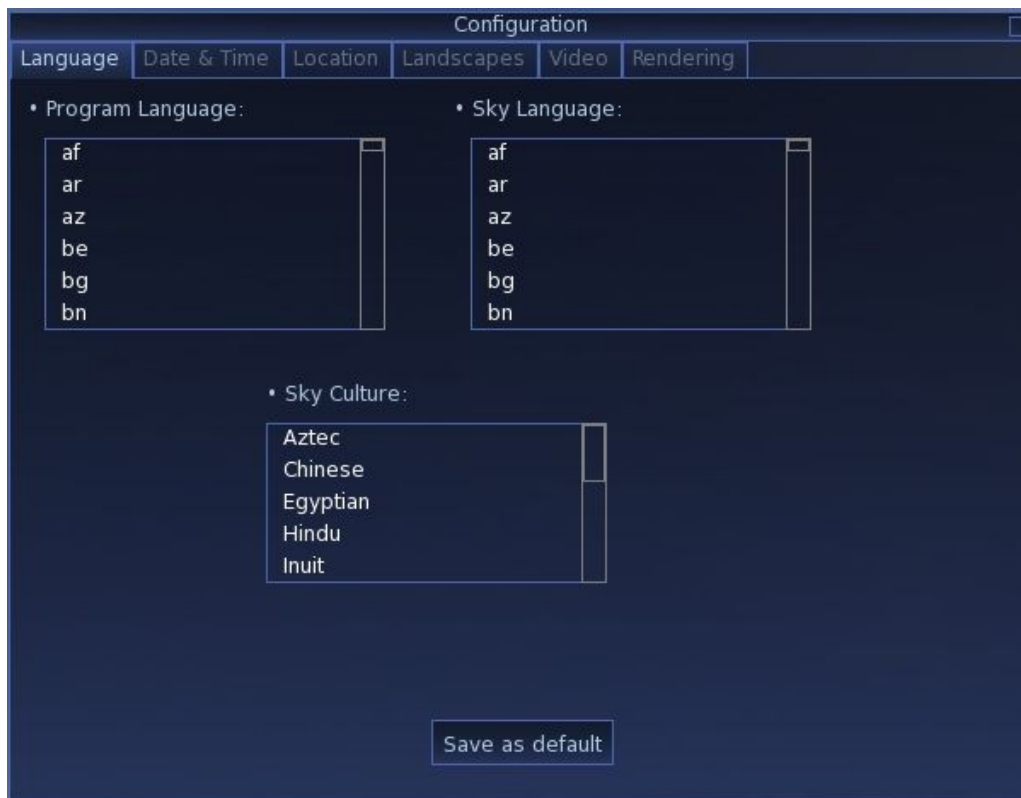 Configuration
Language Date & Time Location Landscapes Video Rendering
• Program Language:
af
ar
az
be
bg
bn
• Sky Language:
af
ar
az
be
bg
bn
• Sky Culture:
Aztec
Chinese
Egyptian
Hindu
Inuit
Save as default